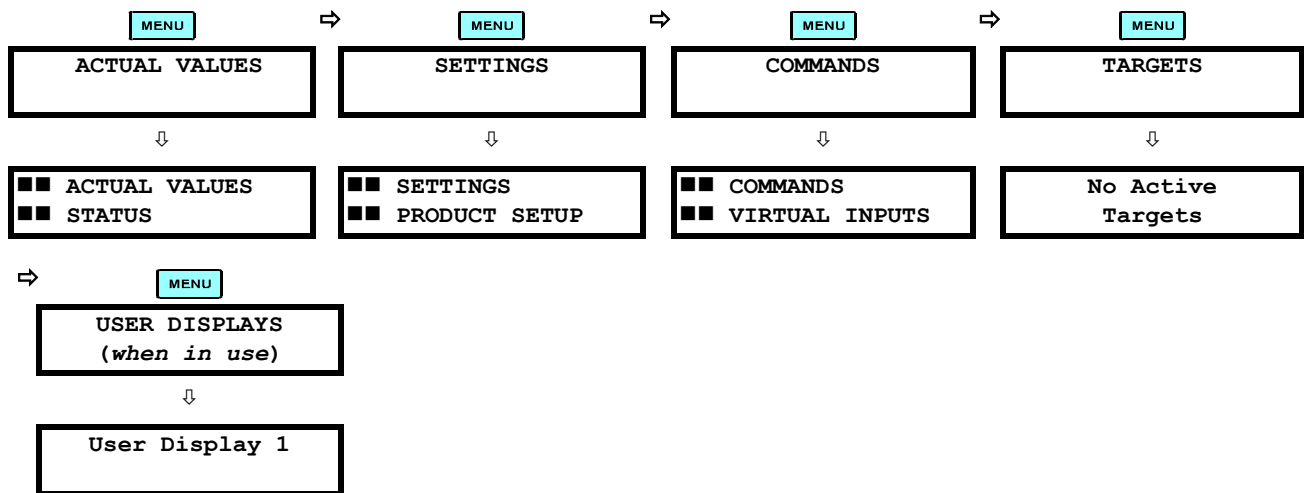 MENU
MENU
MENU
MENU
ACTUAL VALUES
SETTINGS
COMMANDS
TARGETS
ACTUAL VALUES
STATUS
SETTINGS
PRODUCT SETUP
COMMANDS
VIRTUAL INPUTS
No Active
Targets
MENU
USER DISPLAYS
(when in use)
User Display 1